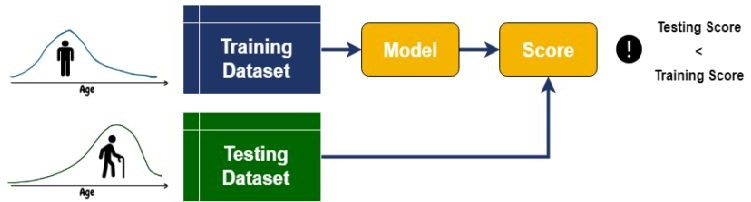 Training
Dataset
Model
Score
!
Testing Score
<
Training Score
Age
Testing
Dataset
Age